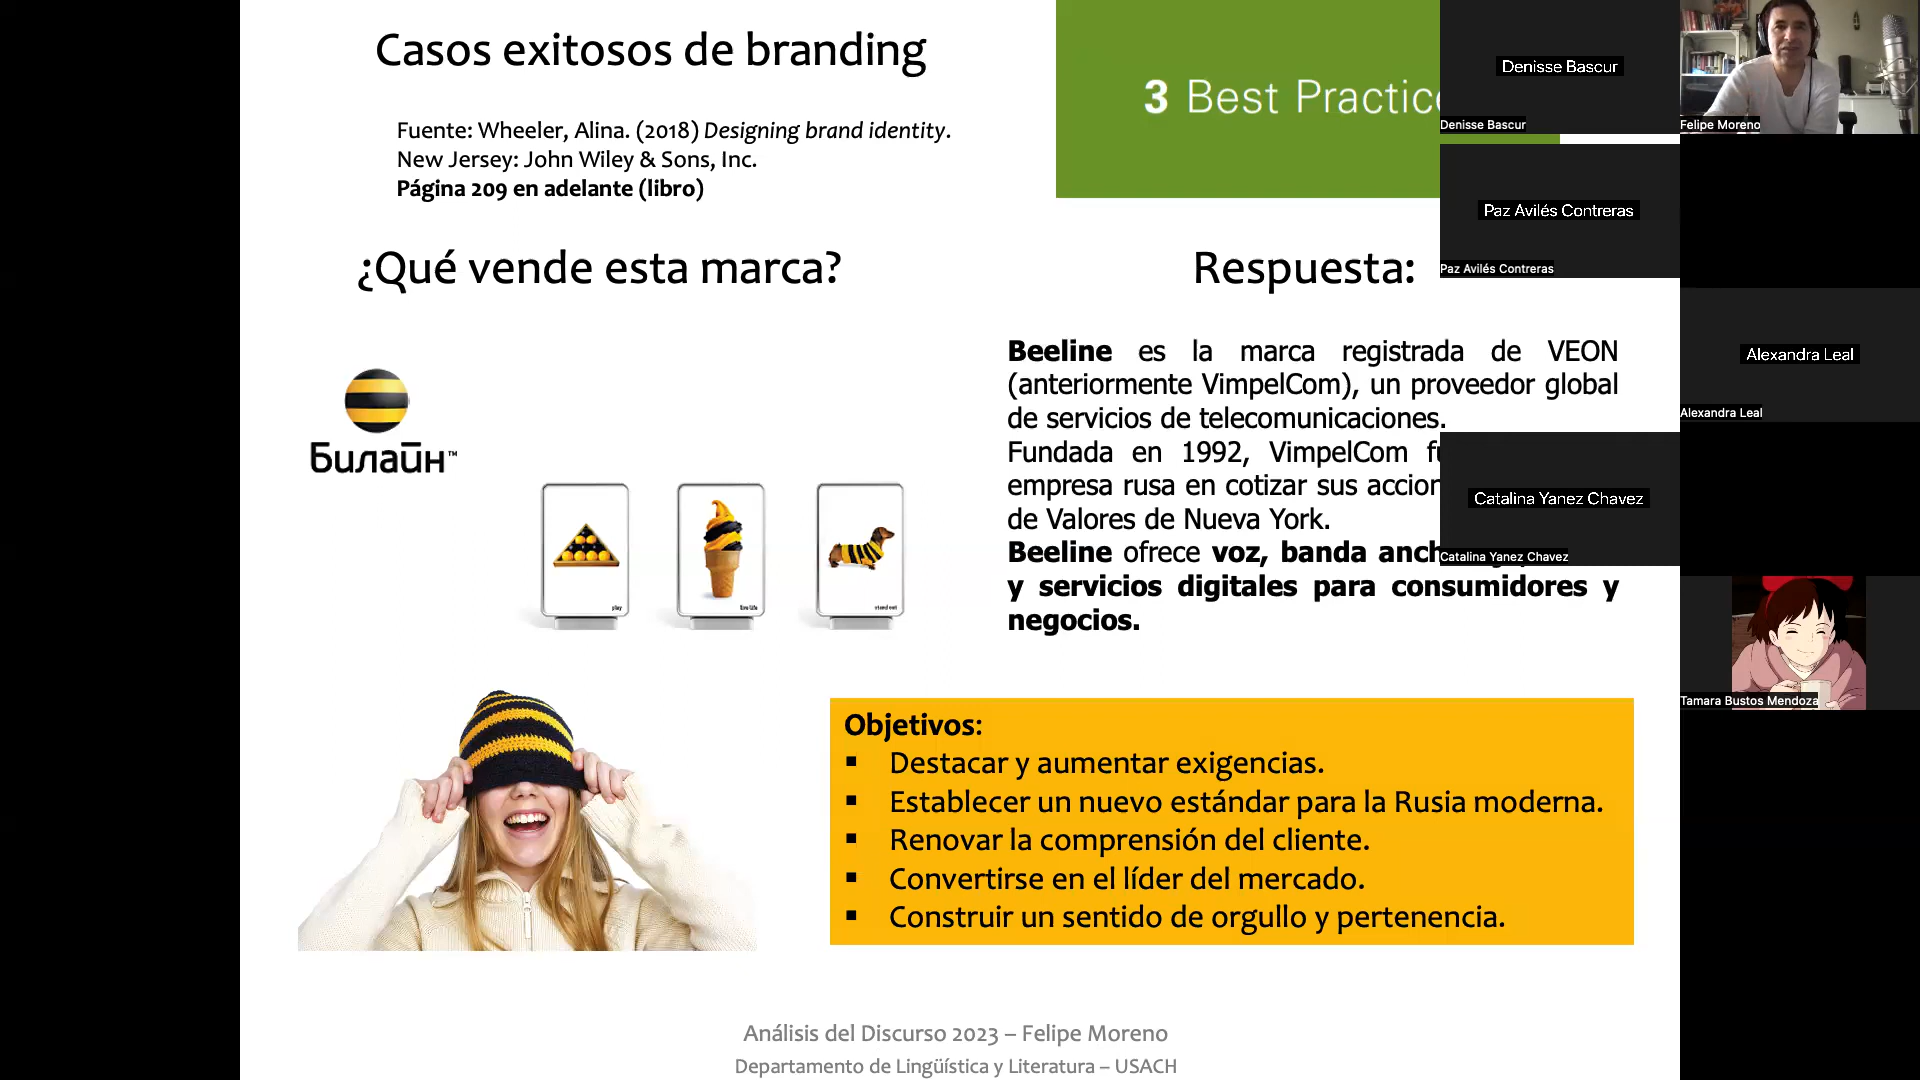 Casos exitosos de branding
Fuente: Wheeler, Alina. (2018) Designing brand identity.
New Jersey: John Wiley & Sons, Inc.
Página 209 en adelante (libro)
3 Best Practic
¿Qué vende esta marca?
Билайн™
play
live life
stand out
Respuesta:
Beeline es la marca registrada de VEON
(anteriormente VimpelCom), un proveedor global
de servicios de telecomunicaciones.
Fundada en 1992, VimpelCom
empresa rusa en cotizar sus accion
de Valores de Nueva York.
Beeline ofrece voz, banda anch
y servicios digitales para consumidores y
negocios.
Objetivos:
▪ Destacar y aumentar exigencias.
▪ Establecer un nuevo estándar para la Rusia moderna.
▪ Renovar la comprensión del cliente.
▪ Convertirse en el líder del mercado.
▪ Construir un sentido de orgullo y pertenencia.
Análisis del Discurso 2023 – Felipe Moreno
Departamento de Lingüística y Literatura – USACH
Denisse Bascur
Denisse Bascur
Felipe Moreno
Paz Avilés Contreras
Paz Avilés Contreras
Alexandra Leal
Alexandra Leal
Catalina Yanez Chavez
Catalina Yanez Chavez
Tamara Bustos Mendoza